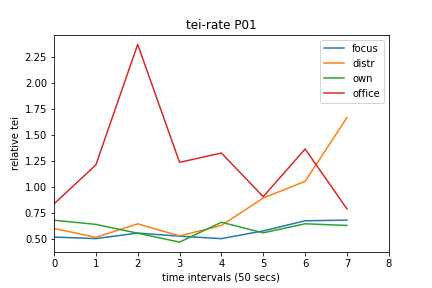 tei-rate P01
relative tei
2.25
2.00
1.75
1.50
1.25
1.00
0.75
0.50
focus
distr
own
office
0 1 2 3 4 5 6 7 8
time intervals (50 secs)